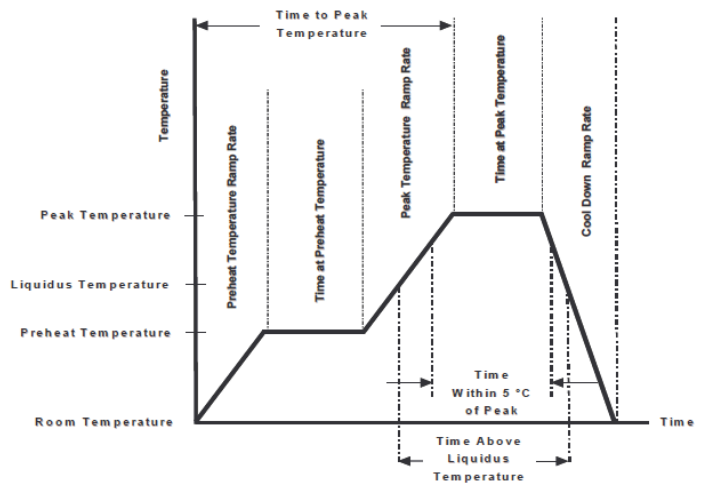 Time to Peak
Temperature
Temperature
Preheat Temperature Ramp Rate
Time at Preheat Temperature
Peak Temperature Ramp Rate
Time at Peak Temperature
Cool Down Ramp Rate
Peak Temperature
Liquidus Temperature
Preheat Temperature
Room Temperature
Time
Within 5 °C
of Peak
Time
Time Above
Liquidus
Temperature